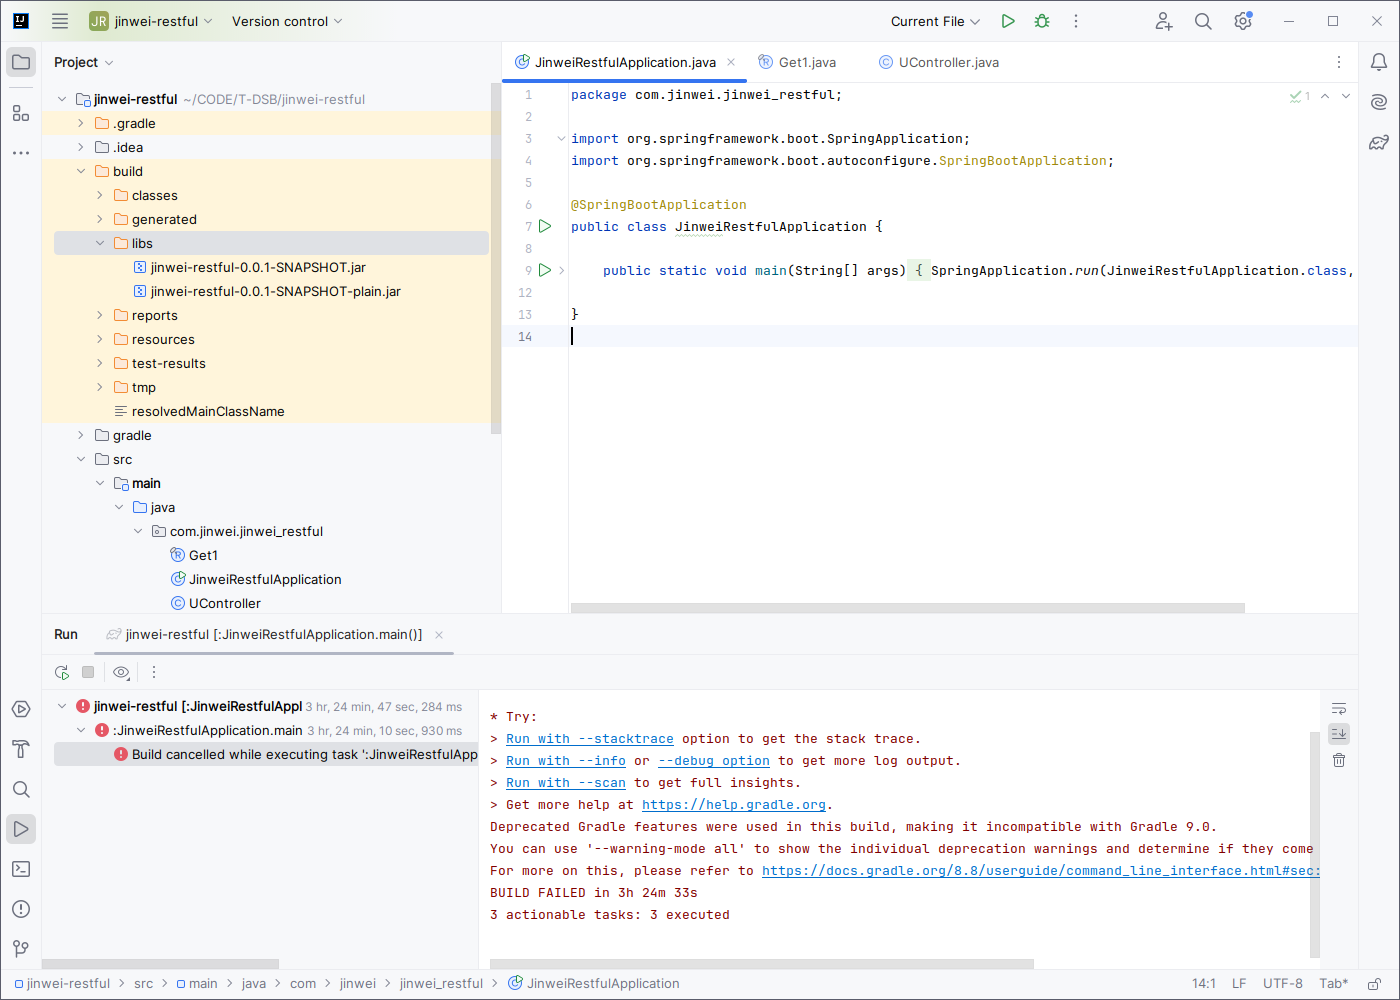 JR jinwei-restful Version control Current File
Project
JinweiRestfulApplication.java Get1.java UController.java
jinwei-restful ~/CODE/T-DSB/jinwei-restful
.gradle
.idea
build
classes
generated
libs
jinwei-restful-0.0.1-SNAPSHOT.jar
jinwei-restful-0.0.1-SNAPSHOT-plain.jar
reports
resources
test-results
tmp
resolvedMainClassName
gradle
src
main
java
com.jinwei.jinwei_restful
Get1
JinweiRestfulApplication
UController
1 package com.jinwei.jinwei_restful; 1
2
3 import org.springframework.boot.SpringApplication;
4 import org.springframework.boot.autoconfigure.SpringBootApplication;
5
6 @SpringBootApplication
7 public class JinweiRestfulApplication {
8
9 public static void main(String[] args) { SpringApplication.run(JinweiRestfulApplication.class,
12
13 }
14
Run jinwei-restful [:JinweiRestfulApplication.main()]
jinwei-restful [:JinweiRestfulAppl 3 hr, 24 min, 47 sec, 284 ms
:JinweiRestfulApplication.main 3 hr, 24 min, 10 sec, 930 ms
Build cancelled while executing task ':JinweiRestfulApp
* Try:
> Run with --stacktrace option to get the stack trace.
> Run with --info or --debug option to get more log output.
> Run with --scan to get full insights.
> Get more help at https://help.gradle.org.
Deprecated Gradle features were used in this build, making it incompatible with Gradle 9.0.
You can use '--warning-mode all' to show the individual deprecation warnings and determine if they come
For more on this, please refer to https://docs.gradle.org/8.8/userguide/command_line_interface.html#sec:
BUILD FAILED in 3h 24m 33s
3 actionable tasks: 3 executed
jinwei-restful > src > main > java > com > jinwei > jinwei_restful > JinweiRestfulApplication 14:1 LF UTF-8 Tab*